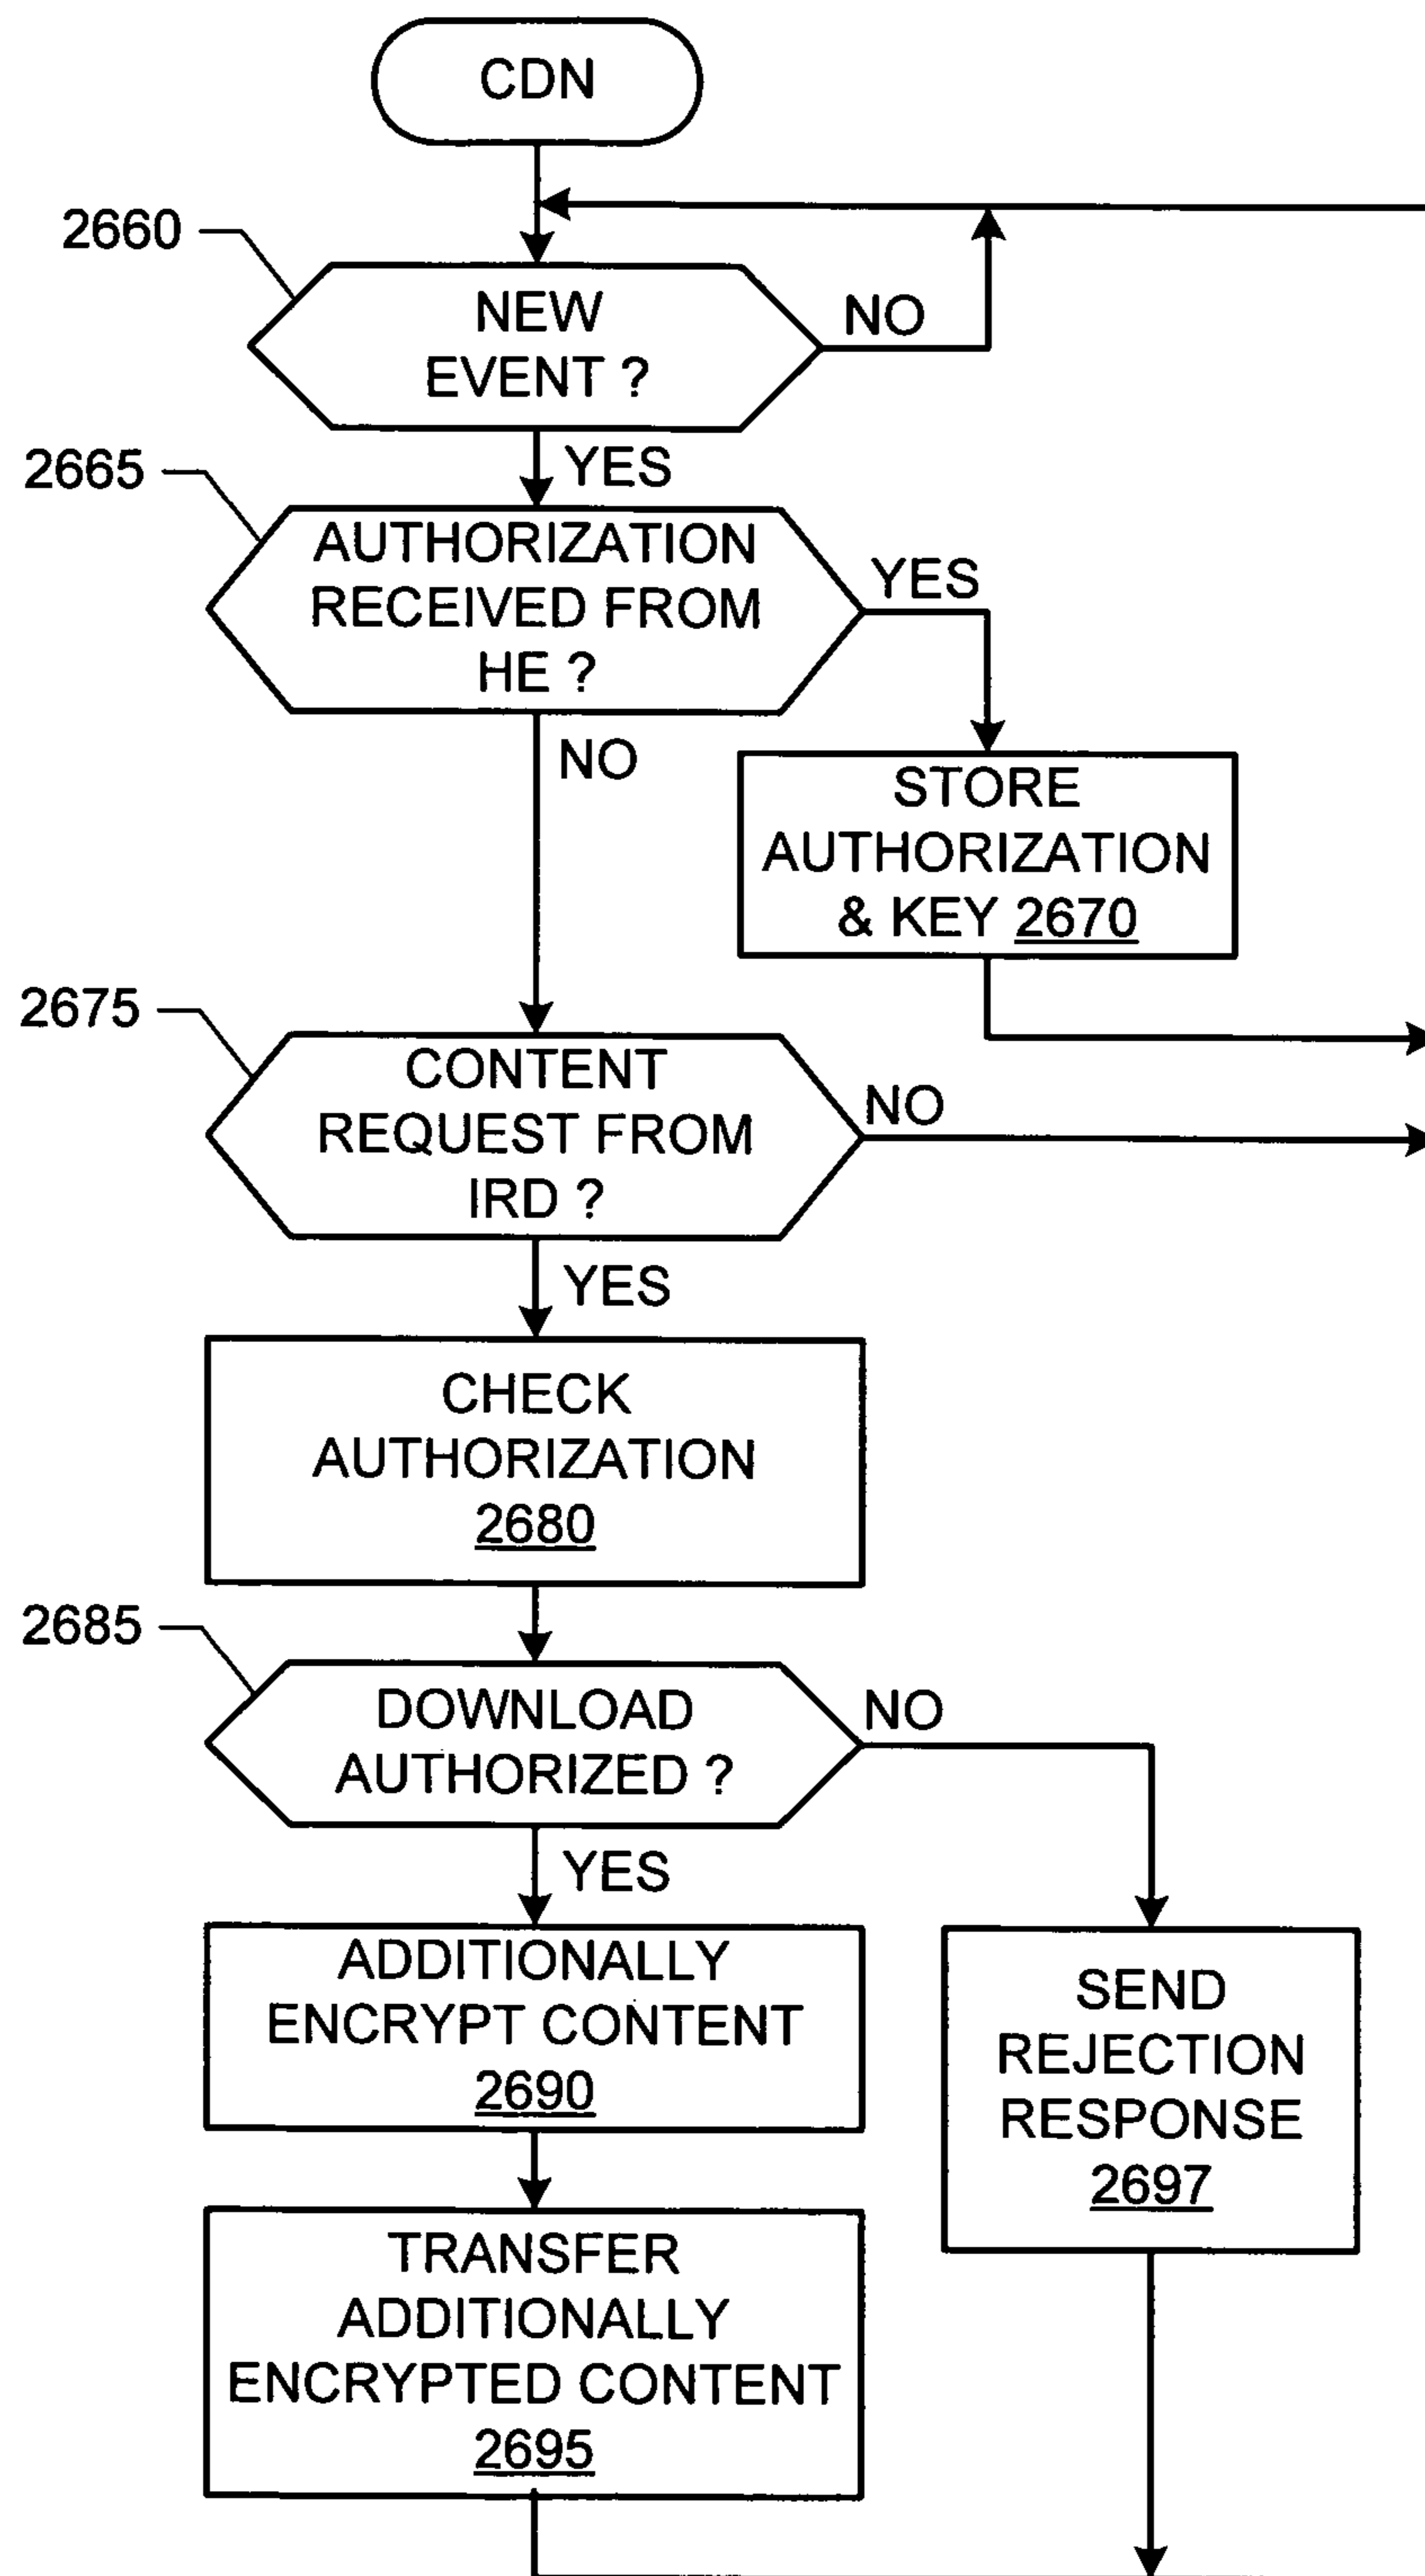 CDN
2660
NEW
EVENT ?
NO
YES
2665
AUTHORIZATION
RECEIVED FROM
HE ?
YES
NO
STORE
AUTHORIZATION
& KEY 2670
2675
CONTENT
REQUEST FROM
IRD ?
NO
YES
CHECK
AUTHORIZATION
2680
2685
DOWNLOAD
AUTHORIZED ?
NO
YES
ADDITIONALLY
ENCRYPT CONTENT
2690
SEND
REJECTION
RESPONSE
2697
TRANSFER
ADDITIONALLY
ENCRYPTED CONTENT
2695